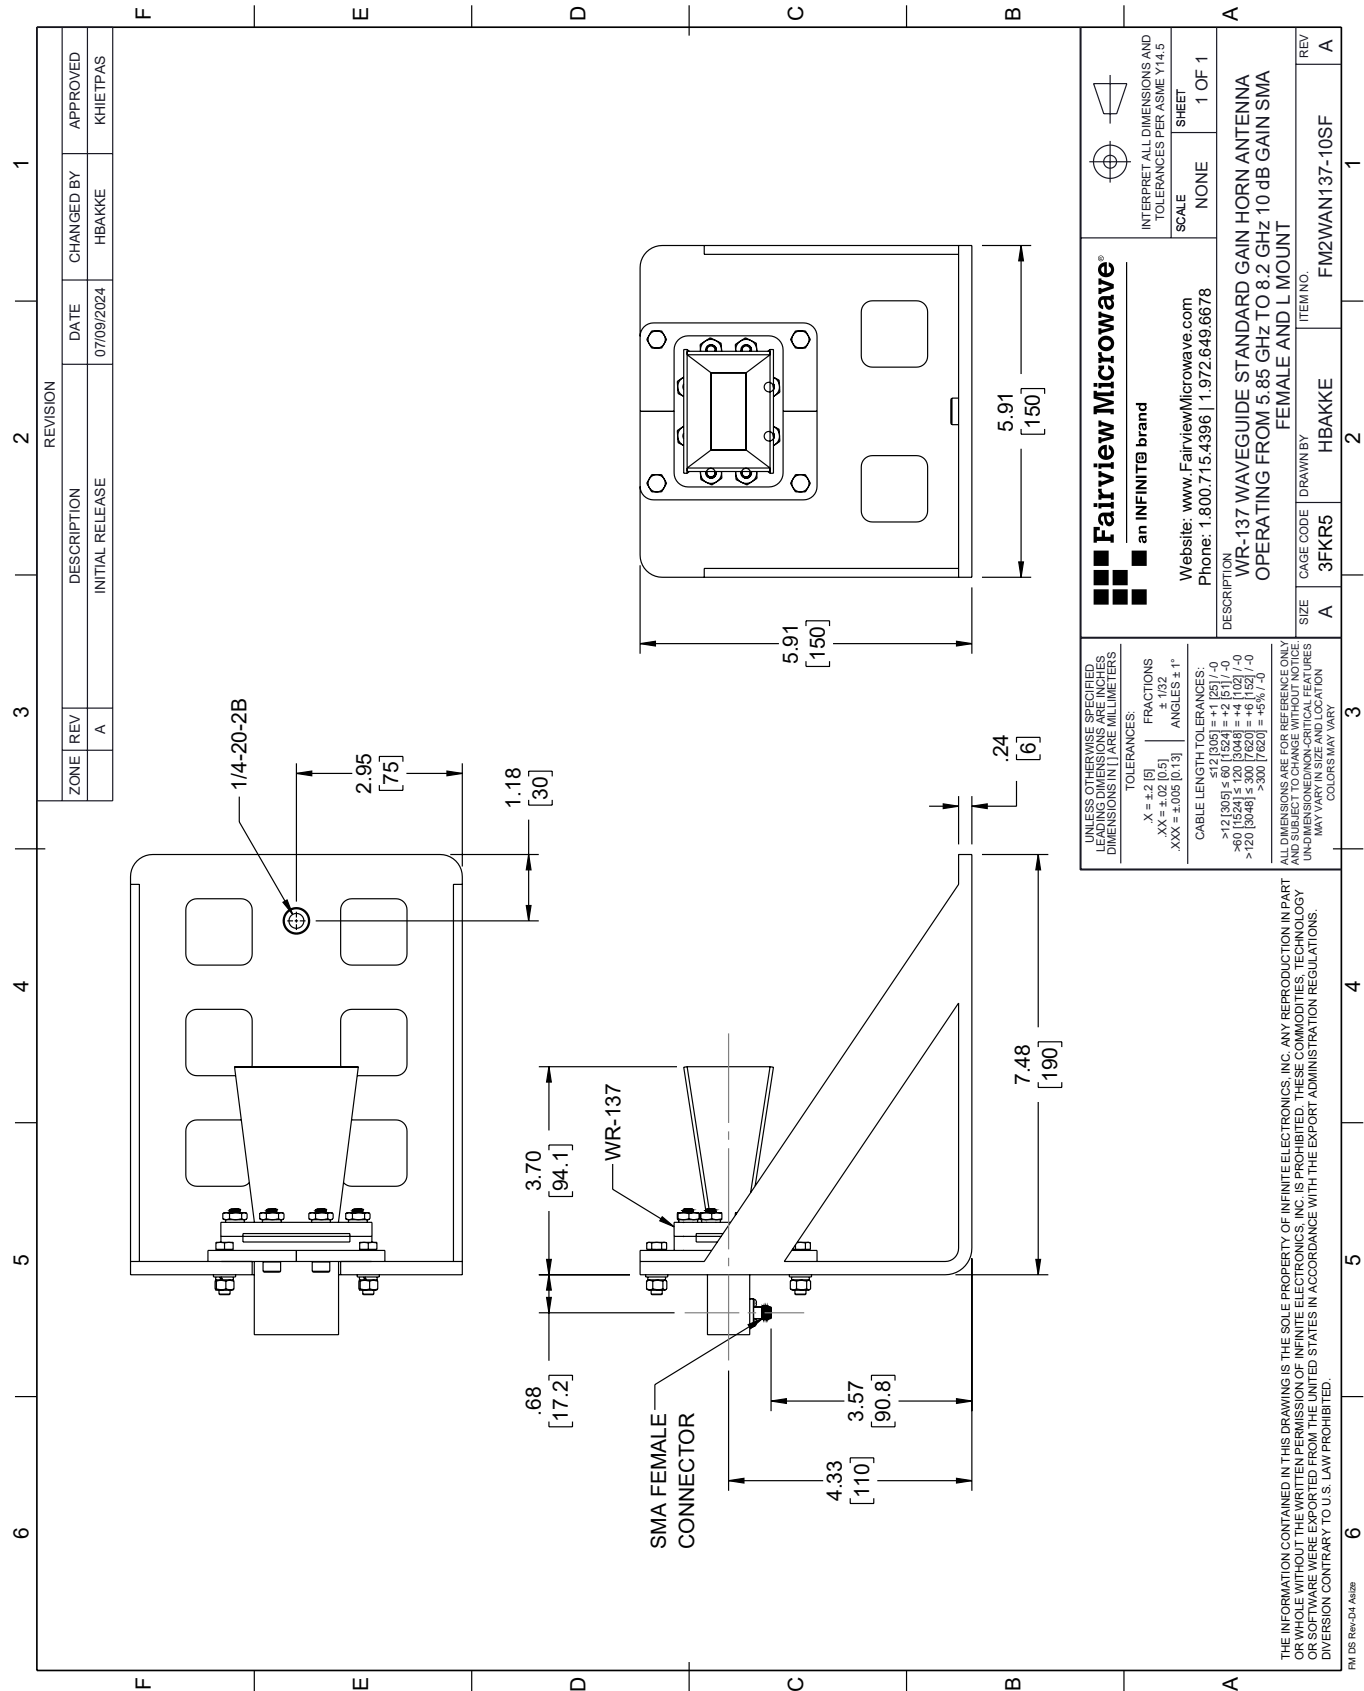 6
5
4
3
2
1
F
E
D
C
B
A
REVISION
ZONE REV DESCRIPTION DATE CHANGED BY APPROVED
A INITIAL RELEASE 07/09/2024 HBAKKE KHIETPAS
1/4-20-2B
2.95
[75]
1.18
[30]
3.70
[94.1]
WR-137
.68
[17.2]
SMA FEMALE
CONNECTOR
3.57
[90.8]
4.33
[110]
7.48
[190]
.24
[6]
5.91
[150]
5.91
[150]
UNLESS OTHERWISE SPECIFIED
LEADING DIMENSIONS ARE INCHES
DIMENSIONS IN [ ] ARE MILLIMETERS
TOLERANCES:
.X = ±.2 [5]
.XX = ±.02 [0.5]
.XXX = ±.005 [0.13]
FRACTIONS
± 1/32
ANGLES ± 1°
CABLE LENGTH TOLERANCES:
≤12 [305] = +1 [25] / -0
>12 [305] ≤ 60 [1524] = +2 [51] / -0
>60 [1524] ≤ 120 [3048] = +4 [102] / -0
>120 [3048] ≤ 300 [7620] = +6 [152] / -0
>300 [7620] = +5% / -0
ALL DIMENSIONS ARE FOR REFERENCE ONLY
AND SUBJECT TO CHANGE WITHOUT NOTICE.
UN-DIMENSIONED/NON-CRITICAL FEATURES
MAY VARY IN SIZE AND LOCATION
COLORS MAY VARY
Fairview Microwave®
an INFINIT@ brand
Website: www.FairviewMicrowave.com
Phone: 1.800.715.4396 | 1.972.649.6678
INTERPRET ALL DIMENSIONS AND
TOLERANCES PER ASME Y14.5
SCALE
NONE
SHEET
1 OF 1
DESCRIPTION
WR-137 WAVEGUIDE STANDARD GAIN HORN ANTENNA
OPERATING FROM 5.85 GHz TO 8.2 GHz 10 dB GAIN SMA
FEMALE AND L MOUNT
SIZE
A
CAGE CODE
3FKR5
DRAWN BY
HBAKKE
ITEM NO.
FM2WAN137-10SF
REV
A
THE INFORMATION CONTAINED IN THIS DRAWING IS THE SOLE PROPERTY OF INFINITE ELECTRONICS, INC. ANY REPRODUCTION IN PART
OR WHOLE WITHOUT THE WRITTEN PERMISSION OF INFINITE ELECTRONICS, INC. IS PROHIBITED. THESE COMMODITIES, TECHNOLOGY
OR SOFTWARE WERE EXPORTED FROM THE UNITED STATES IN ACCORDANCE WITH THE EXPORT ADMINISTRATION REGULATIONS.
DIVERSION CONTRARY TO U.S. LAW PROHIBITED.
F
E
D
C
B
A
6
5
4
3
2
1
FM DS Rev-D4 Asize